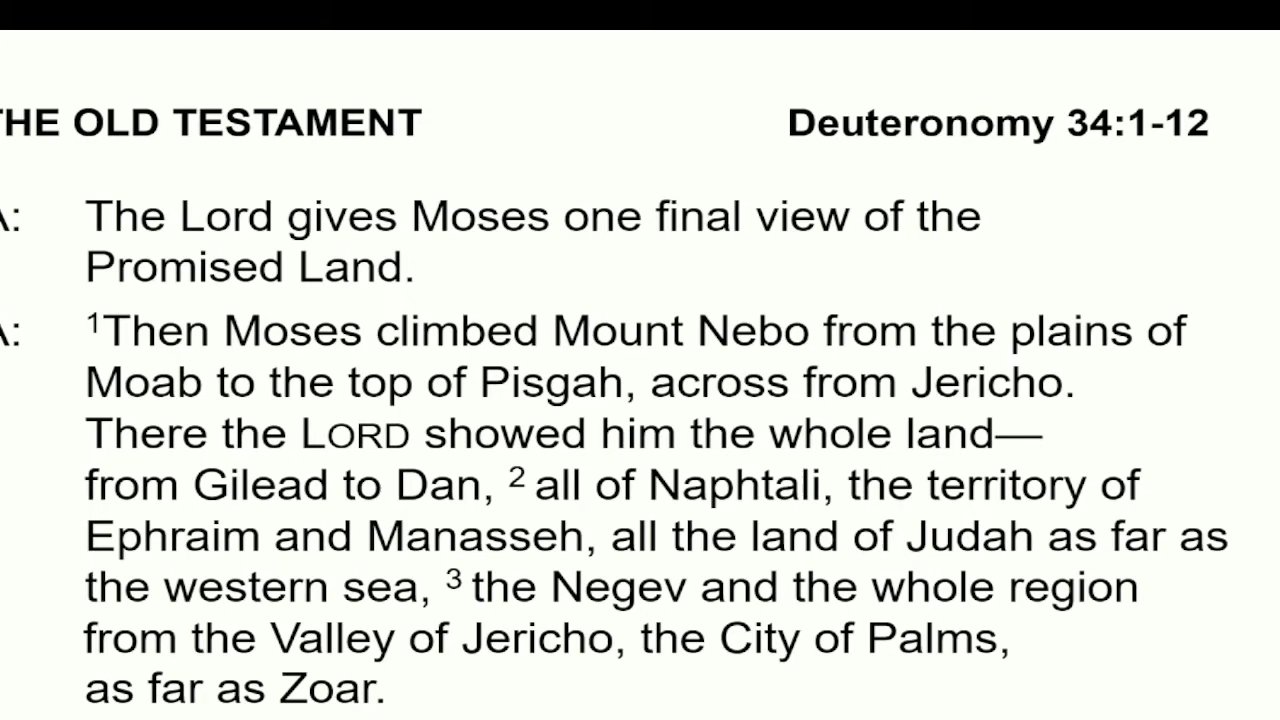 THE OLD TESTAMENT Deuteronomy 34:1-12
A: The Lord gives Moses one final view of the
Promised Land.
A: ¹Then Moses climbed Mount Nebo from the plains of
Moab to the top of Pisgah, across from Jericho.
There the LORD showed him the whole land—
from Gilead to Dan, ² all of Naphtali, the territory of
Ephraim and Manasseh, all the land of Judah as far as
the western sea, ³ the Negev and the whole region
from the Valley of Jericho, the City of Palms,
as far as Zoar.